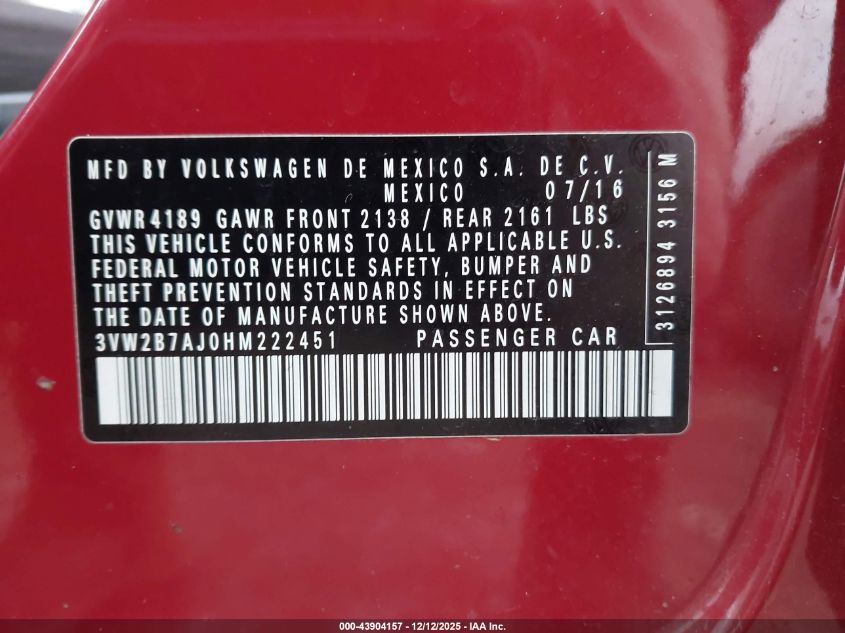 MFD BY VOLKSWAGEN DE MEXICO S.A. DE C.V.
MEXICO 07/16
GVWR 4189 GAWR FRONT 2138 / REAR 2161 LBS
THIS VEHICLE CONFORMS TO ALL APPLICABLE U.S.
FEDERAL MOTOR VEHICLE SAFETY, BUMPER AND
THEFT PREVENTION STANDARDS IN EFFECT ON
THE DATE OF MANUFACTURE SHOWN ABOVE.
3VW2B7AJ0HM222451 PASSENGER CAR
3126894 3156 M
000-43904157 - 12/12/2025 - IAA Inc.